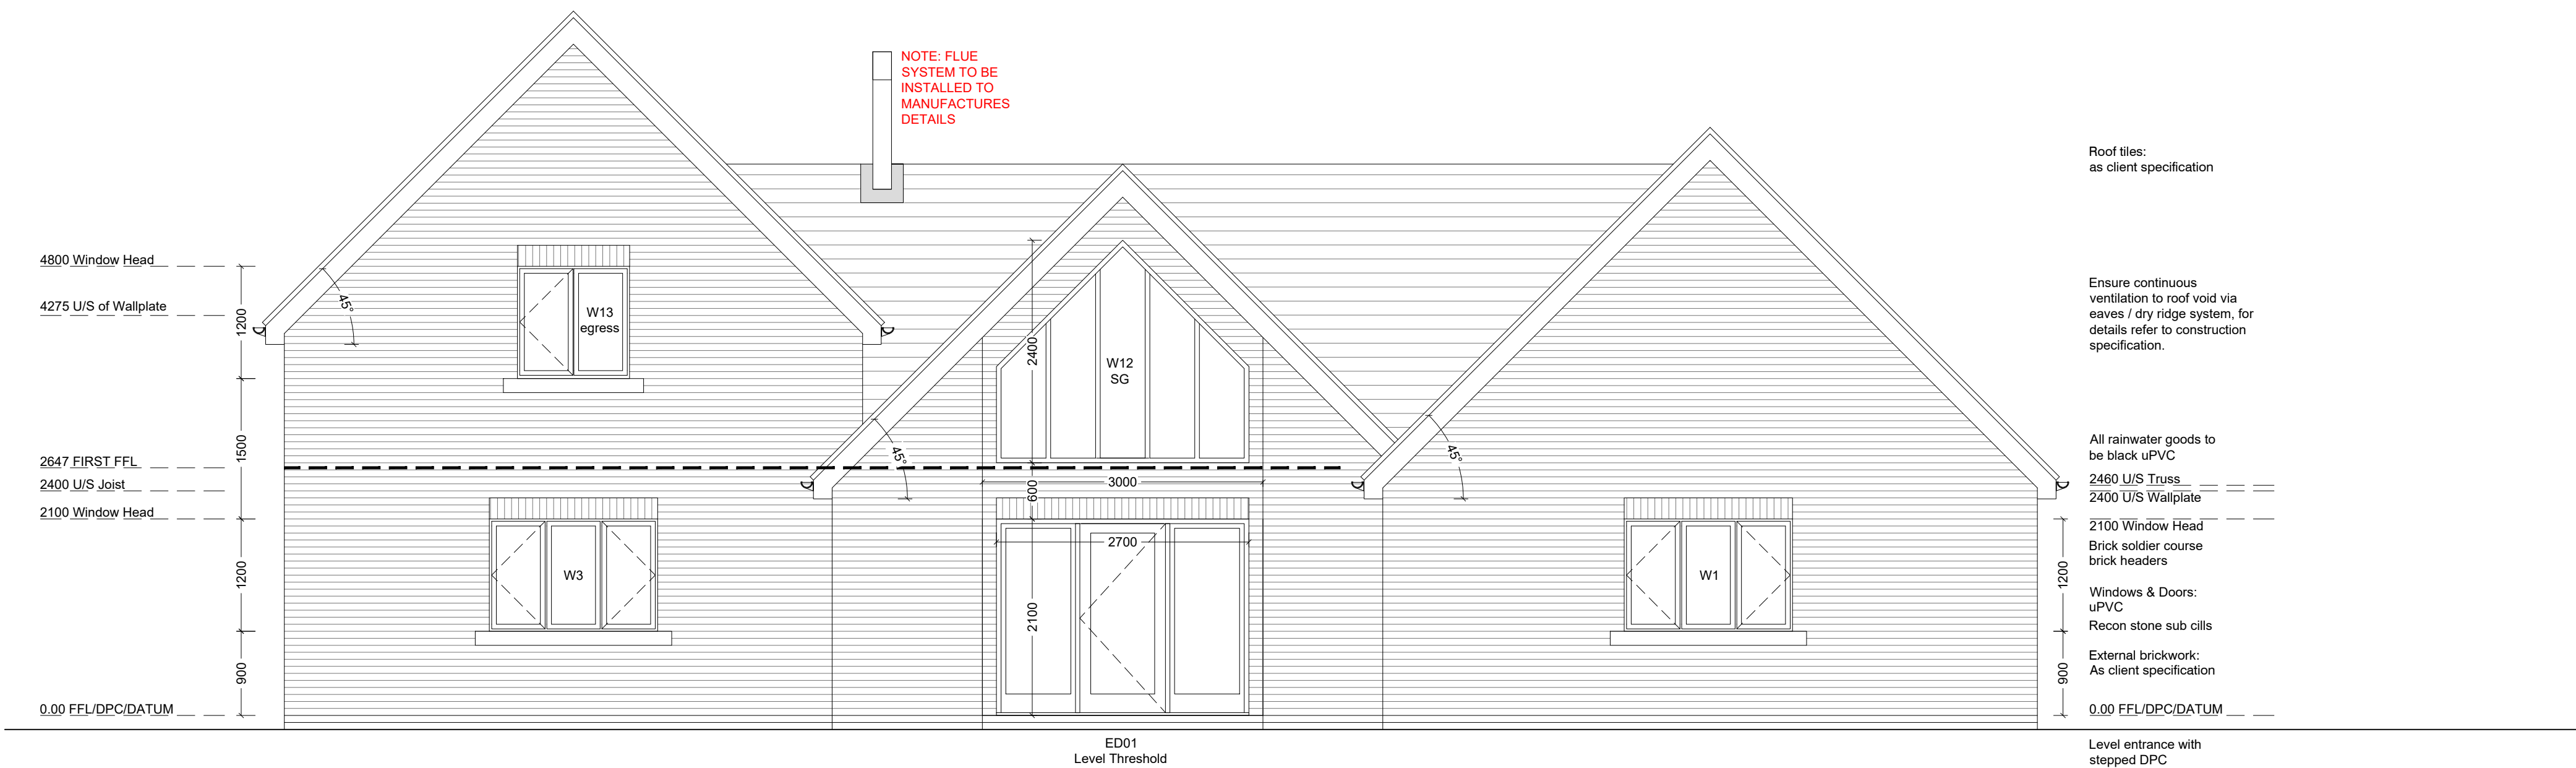 NOTE: FLUE
SYSTEM TO BE
INSTALLED TO
MANUFACTURES
DETAILS
4800 Window Head
4275 U/S of Wallplate
2647 FIRST FFL
2400 U/S Joist
2100 Window Head
0.00 FFL/DPC/DATUM
1200
1500
1200
900
45°
W13
egress
W3
45°
2400
600
2100
W12
SG
3000
2700
ED01
Level Threshold
45°
W1
1200
900
Roof tiles:
as client specification
Ensure continuous
ventilation to roof void via
eaves / dry ridge system, for
details refer to construction
specification.
All rainwater goods to
be black uPVC
2460 U/S Truss
2400 U/S Wallplate
2100 Window Head
Brick soldier course
brick headers
Windows & Doors:
uPVC
Recon stone sub cills
External brickwork:
As client specification
0.00 FFL/DPC/DATUM
Level entrance with
stepped DPC